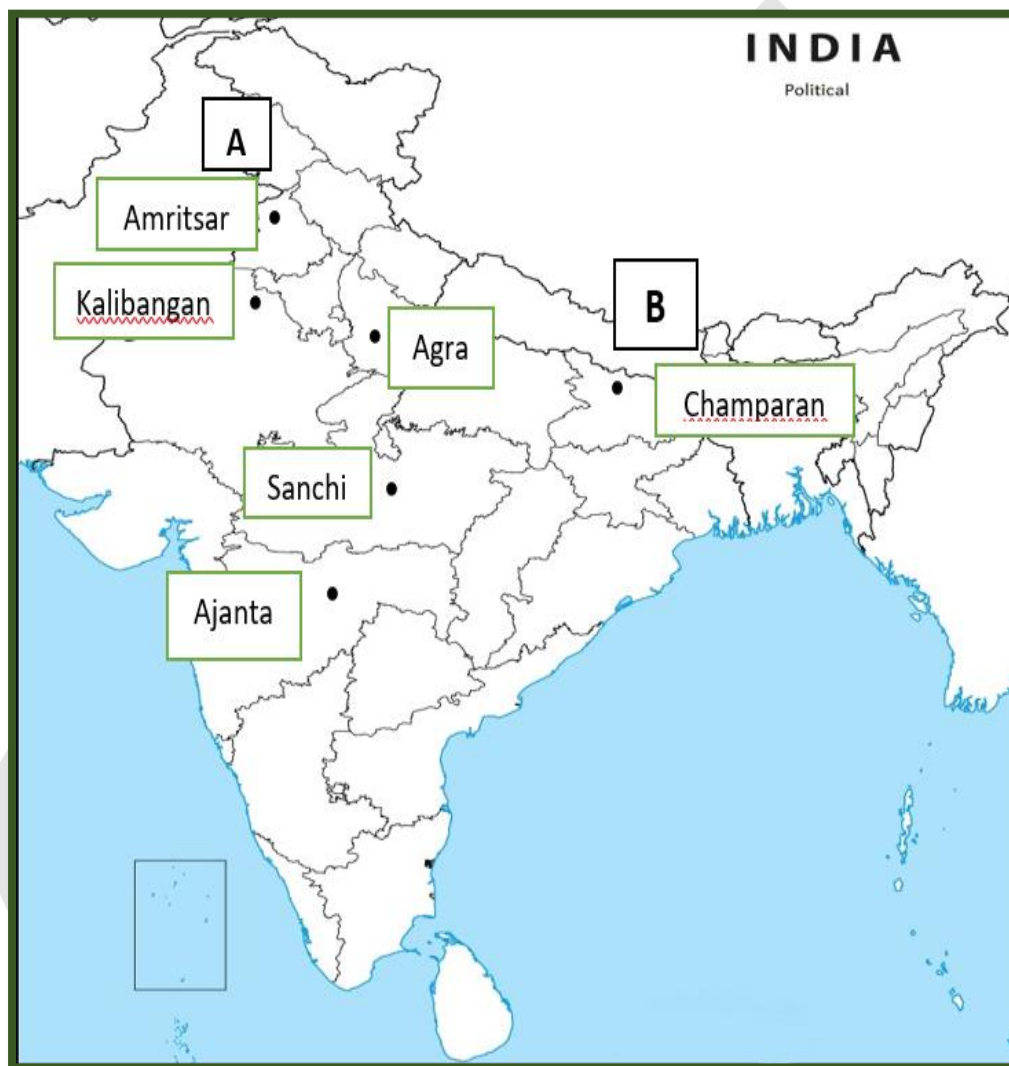 INDIA
Political
A
Amritsar
Kalibangan
B
Agra
Champaran
Sanchi
Ajanta